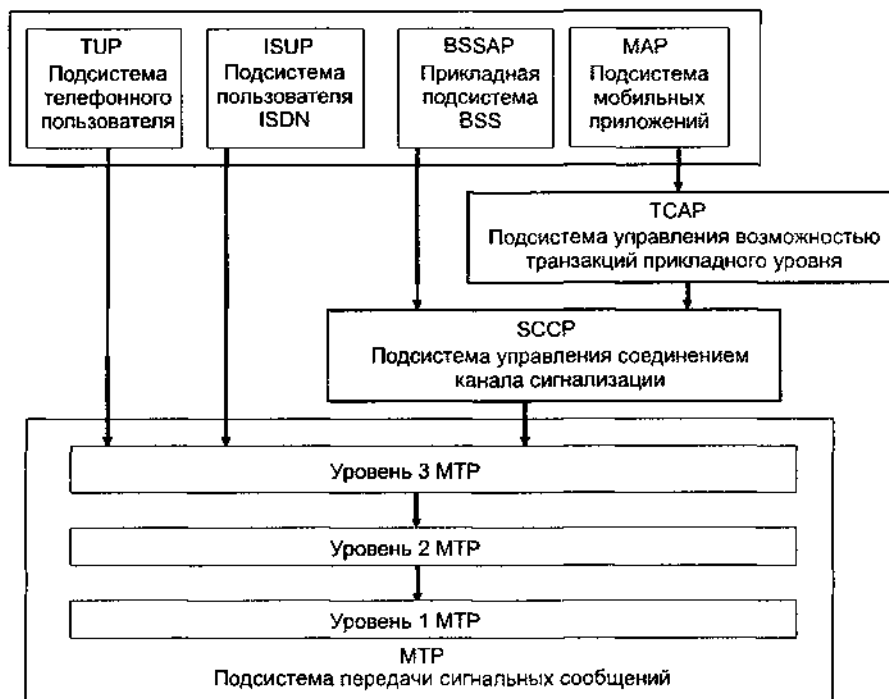 TUP
Подсистема
телефонного
пользователя
ISUP
Подсистема
пользователя
ISDN
BSSAP
Прикладная
подсистема
BSS
MAP
Подсистема
мобильных
приложений
TCAP
Подсистема управления возможностью
транзакций прикладного уровня
SCCP
Подсистема управления соединением
канала сигнализации
Уровень 3 MTP
Уровень 2 MTP
Уровень 1 MTP
MTP
Подсистема передачи сигнальных сообщений